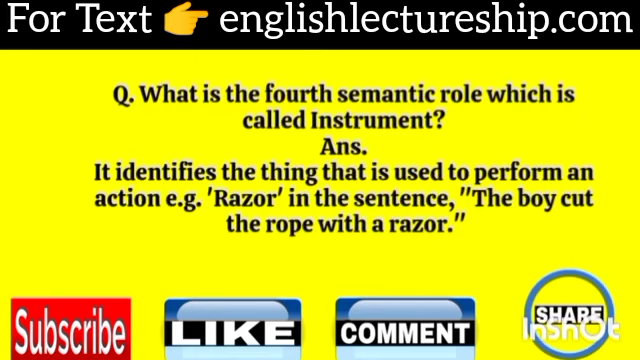 For Text 👉 englishlectureship.com
Q. What is the fourth semantic role which is
called Instrument?
Ans.
It identifies the thing that is used to perform an
action e.g. 'Razor' in the sentence, "The boy cut
the rope with a razor."
Subscribe
LIKE
COMMENT
SHARE
InShOt